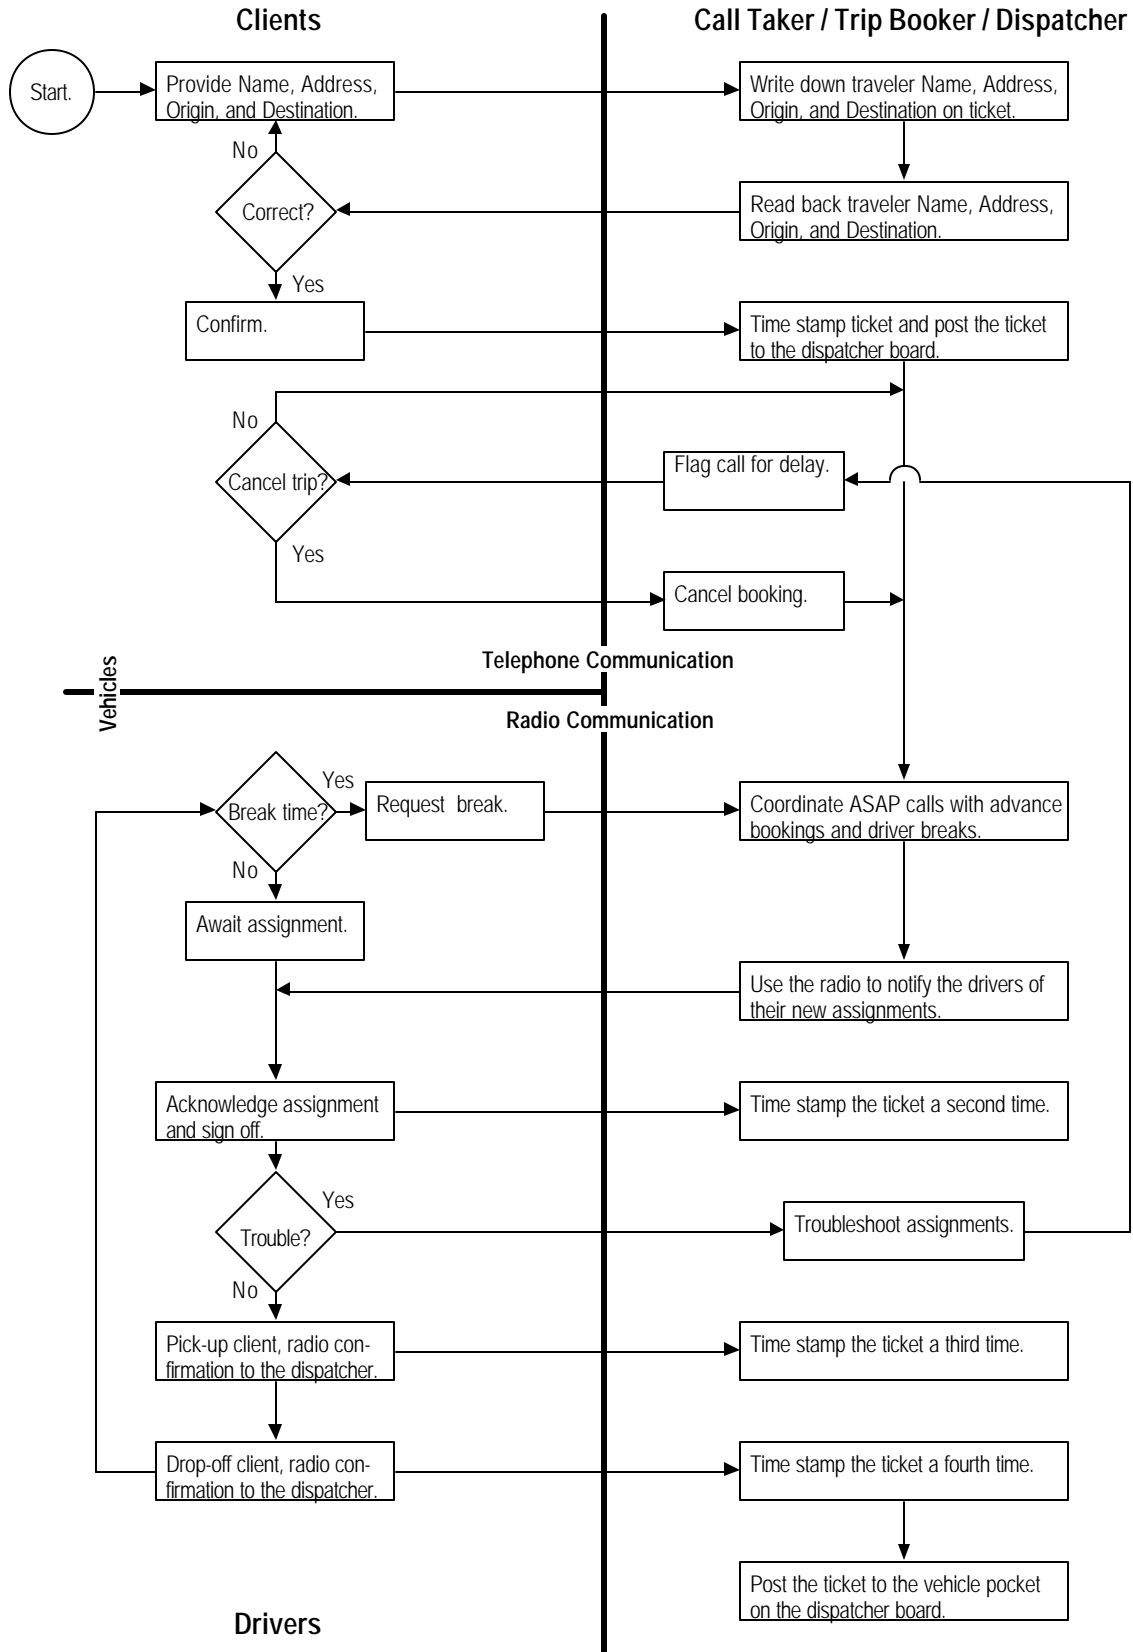 Clients
Call Taker / Trip Booker / Dispatcher
Start.
Provide Name, Address,
Origin, and Destination.
Write down traveler Name, Address,
Origin, and Destination on ticket.
No
Correct?
Read back traveler Name, Address,
Origin, and Destination.
Yes
Confirm.
Time stamp ticket and post the ticket
to the dispatcher board.
No
Cancel trip?
Flag call for delay.
Yes
Cancel booking.
Telephone Communication
Vehicles
Radio Communication
Break time?
Yes
Request break.
Coordinate ASAP calls with advance
bookings and driver breaks.
No
Await assignment.
Use the radio to notify the drivers of
their new assignments.
Acknowledge assignment
and sign off.
Time stamp the ticket a second time.
Yes
Trouble?
Troubleshoot assignments.
No
Pick-up client, radio con-
firmation to the dispatcher.
Time stamp the ticket a third time.
Drop-off client, radio con-
firmation to the dispatcher.
Time stamp the ticket a fourth time.
Post the ticket to the vehicle pocket
on the dispatcher board.
Drivers